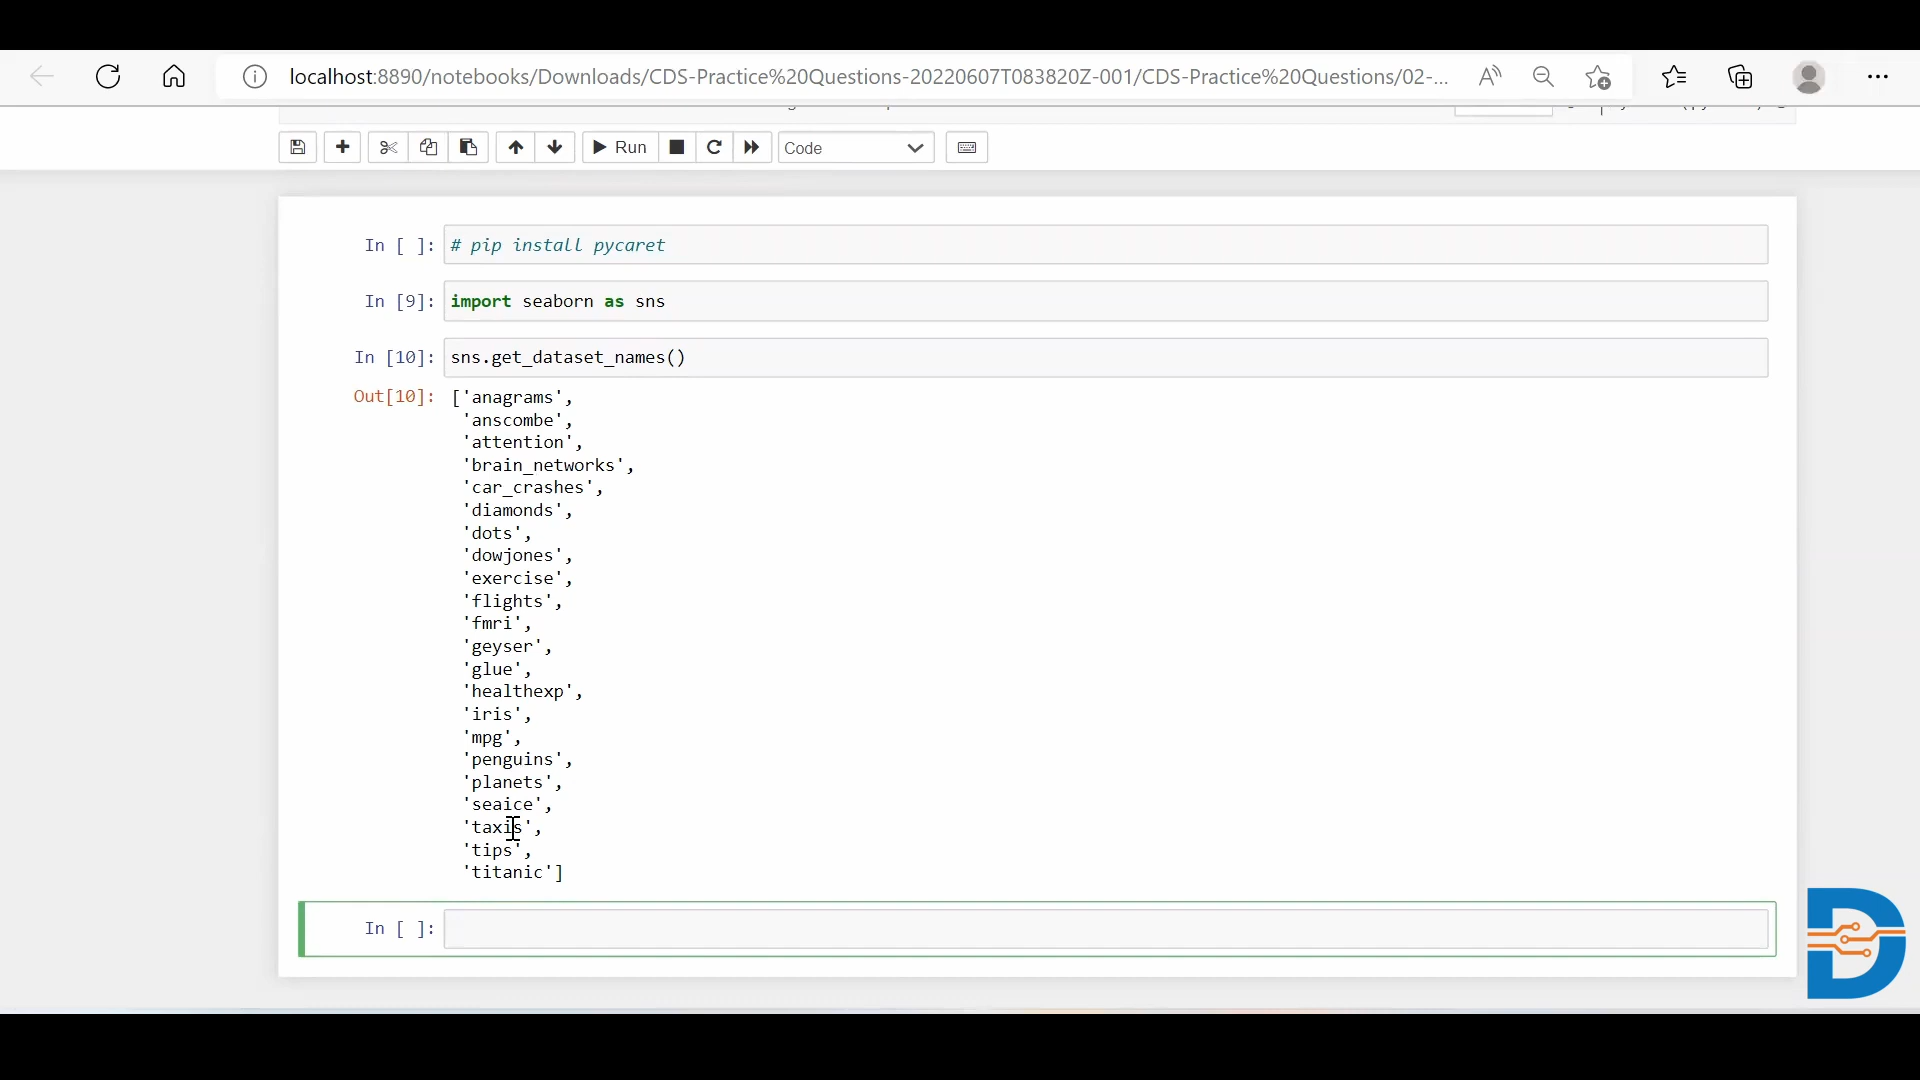 localhost:8890/notebooks/Downloads/CDS-Practice%20Questions-20220607T083820Z-001/CDS-Practice%20Questions/02-...
Run
Code
In [ ]: # pip install pycaret
In [9]: import seaborn as sns
In [10]: sns.get_dataset_names()
Out[10]: ['anagrams',
'anscombe',
'attention',
'brain_networks',
'car_crashes',
'diamonds',
'dots',
'dowjones',
'exercise',
'flights',
'fmri',
'geyser',
'glue',
'healthexp',
'iris',
'mpg',
'penguins',
'planets',
'seaice',
'taxis',
'tips',
'titanic']
In [ ]: